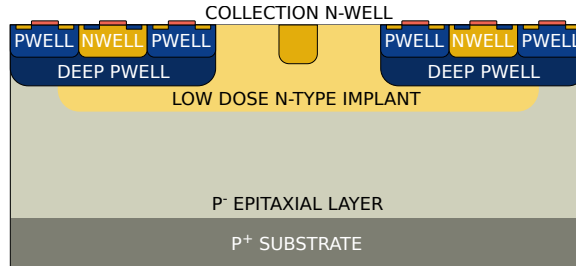 COLLECTION N-WELL
PWELL NWELL PWELL PWELL NWELL PWELL
DEEP PWELL DEEP PWELL
LOW DOSE N-TYPE IMPLANT
P⁻ EPITAXIAL LAYER
P⁺ SUBSTRATE